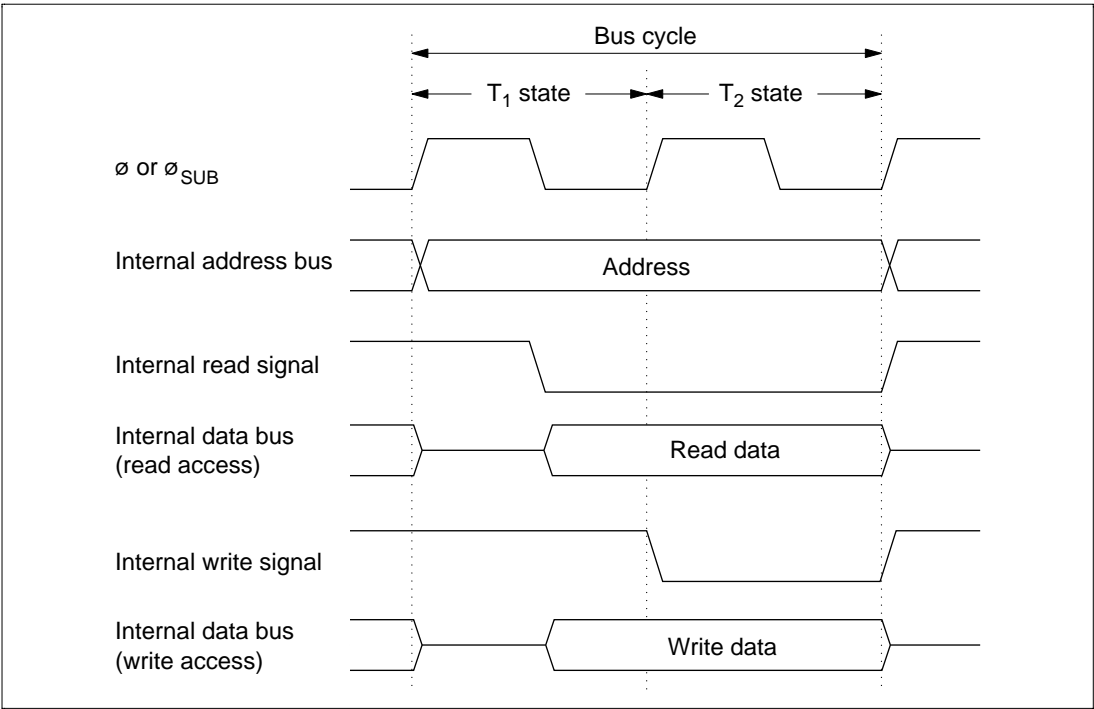 Bus cycle
T1 state
T2 state
ø or øSUB
Internal address bus
Address
Internal read signal
Internal data bus
(read access)
Read data
Internal write signal
Internal data bus
(write access)
Write data